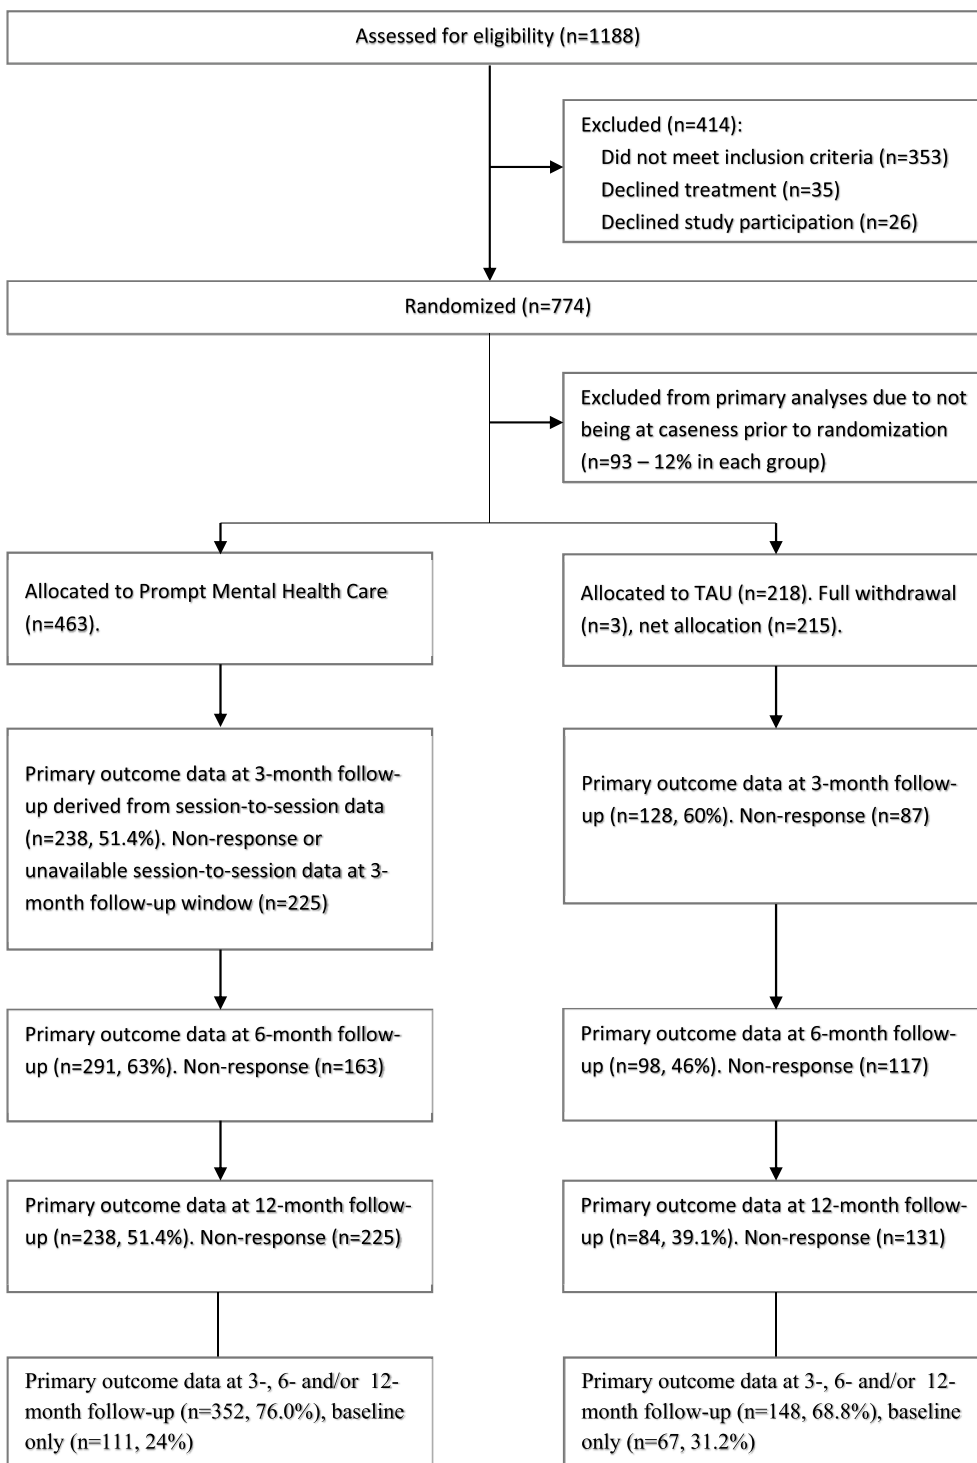 Assessed for eligibility (n=1188)
Excluded (n=414):
Did not meet inclusion criteria (n=353)
Declined treatment (n=35)
Declined study participation (n=26)
Randomized (n=774)
Excluded from primary analyses due to not
being at caseness prior to randomization
(n=93 – 12% in each group)
Allocated to Prompt Mental Health Care
(n=463).
Allocated to TAU (n=218). Full withdrawal
(n=3), net allocation (n=215).
Primary outcome data at 3-month follow-
up derived from session-to-session data
(n=238, 51.4%). Non-response or
unavailable session-to-session data at 3-
month follow-up window (n=225)
Primary outcome data at 3-month follow-
up (n=128, 60%). Non-response (n=87)
Primary outcome data at 6-month follow-
up (n=291, 63%). Non-response (n=163)
Primary outcome data at 6-month follow-
up (n=98, 46%). Non-response (n=117)
Primary outcome data at 12-month follow-
up (n=238, 51.4%). Non-response (n=225)
Primary outcome data at 12-month follow-
up (n=84, 39.1%). Non-response (n=131)
Primary outcome data at 3-, 6- and/or 12-
month follow-up (n=352, 76.0%), baseline
only (n=111, 24%)
Primary outcome data at 3-, 6- and/or 12-
month follow-up (n=148, 68.8%), baseline
only (n=67, 31.2%)